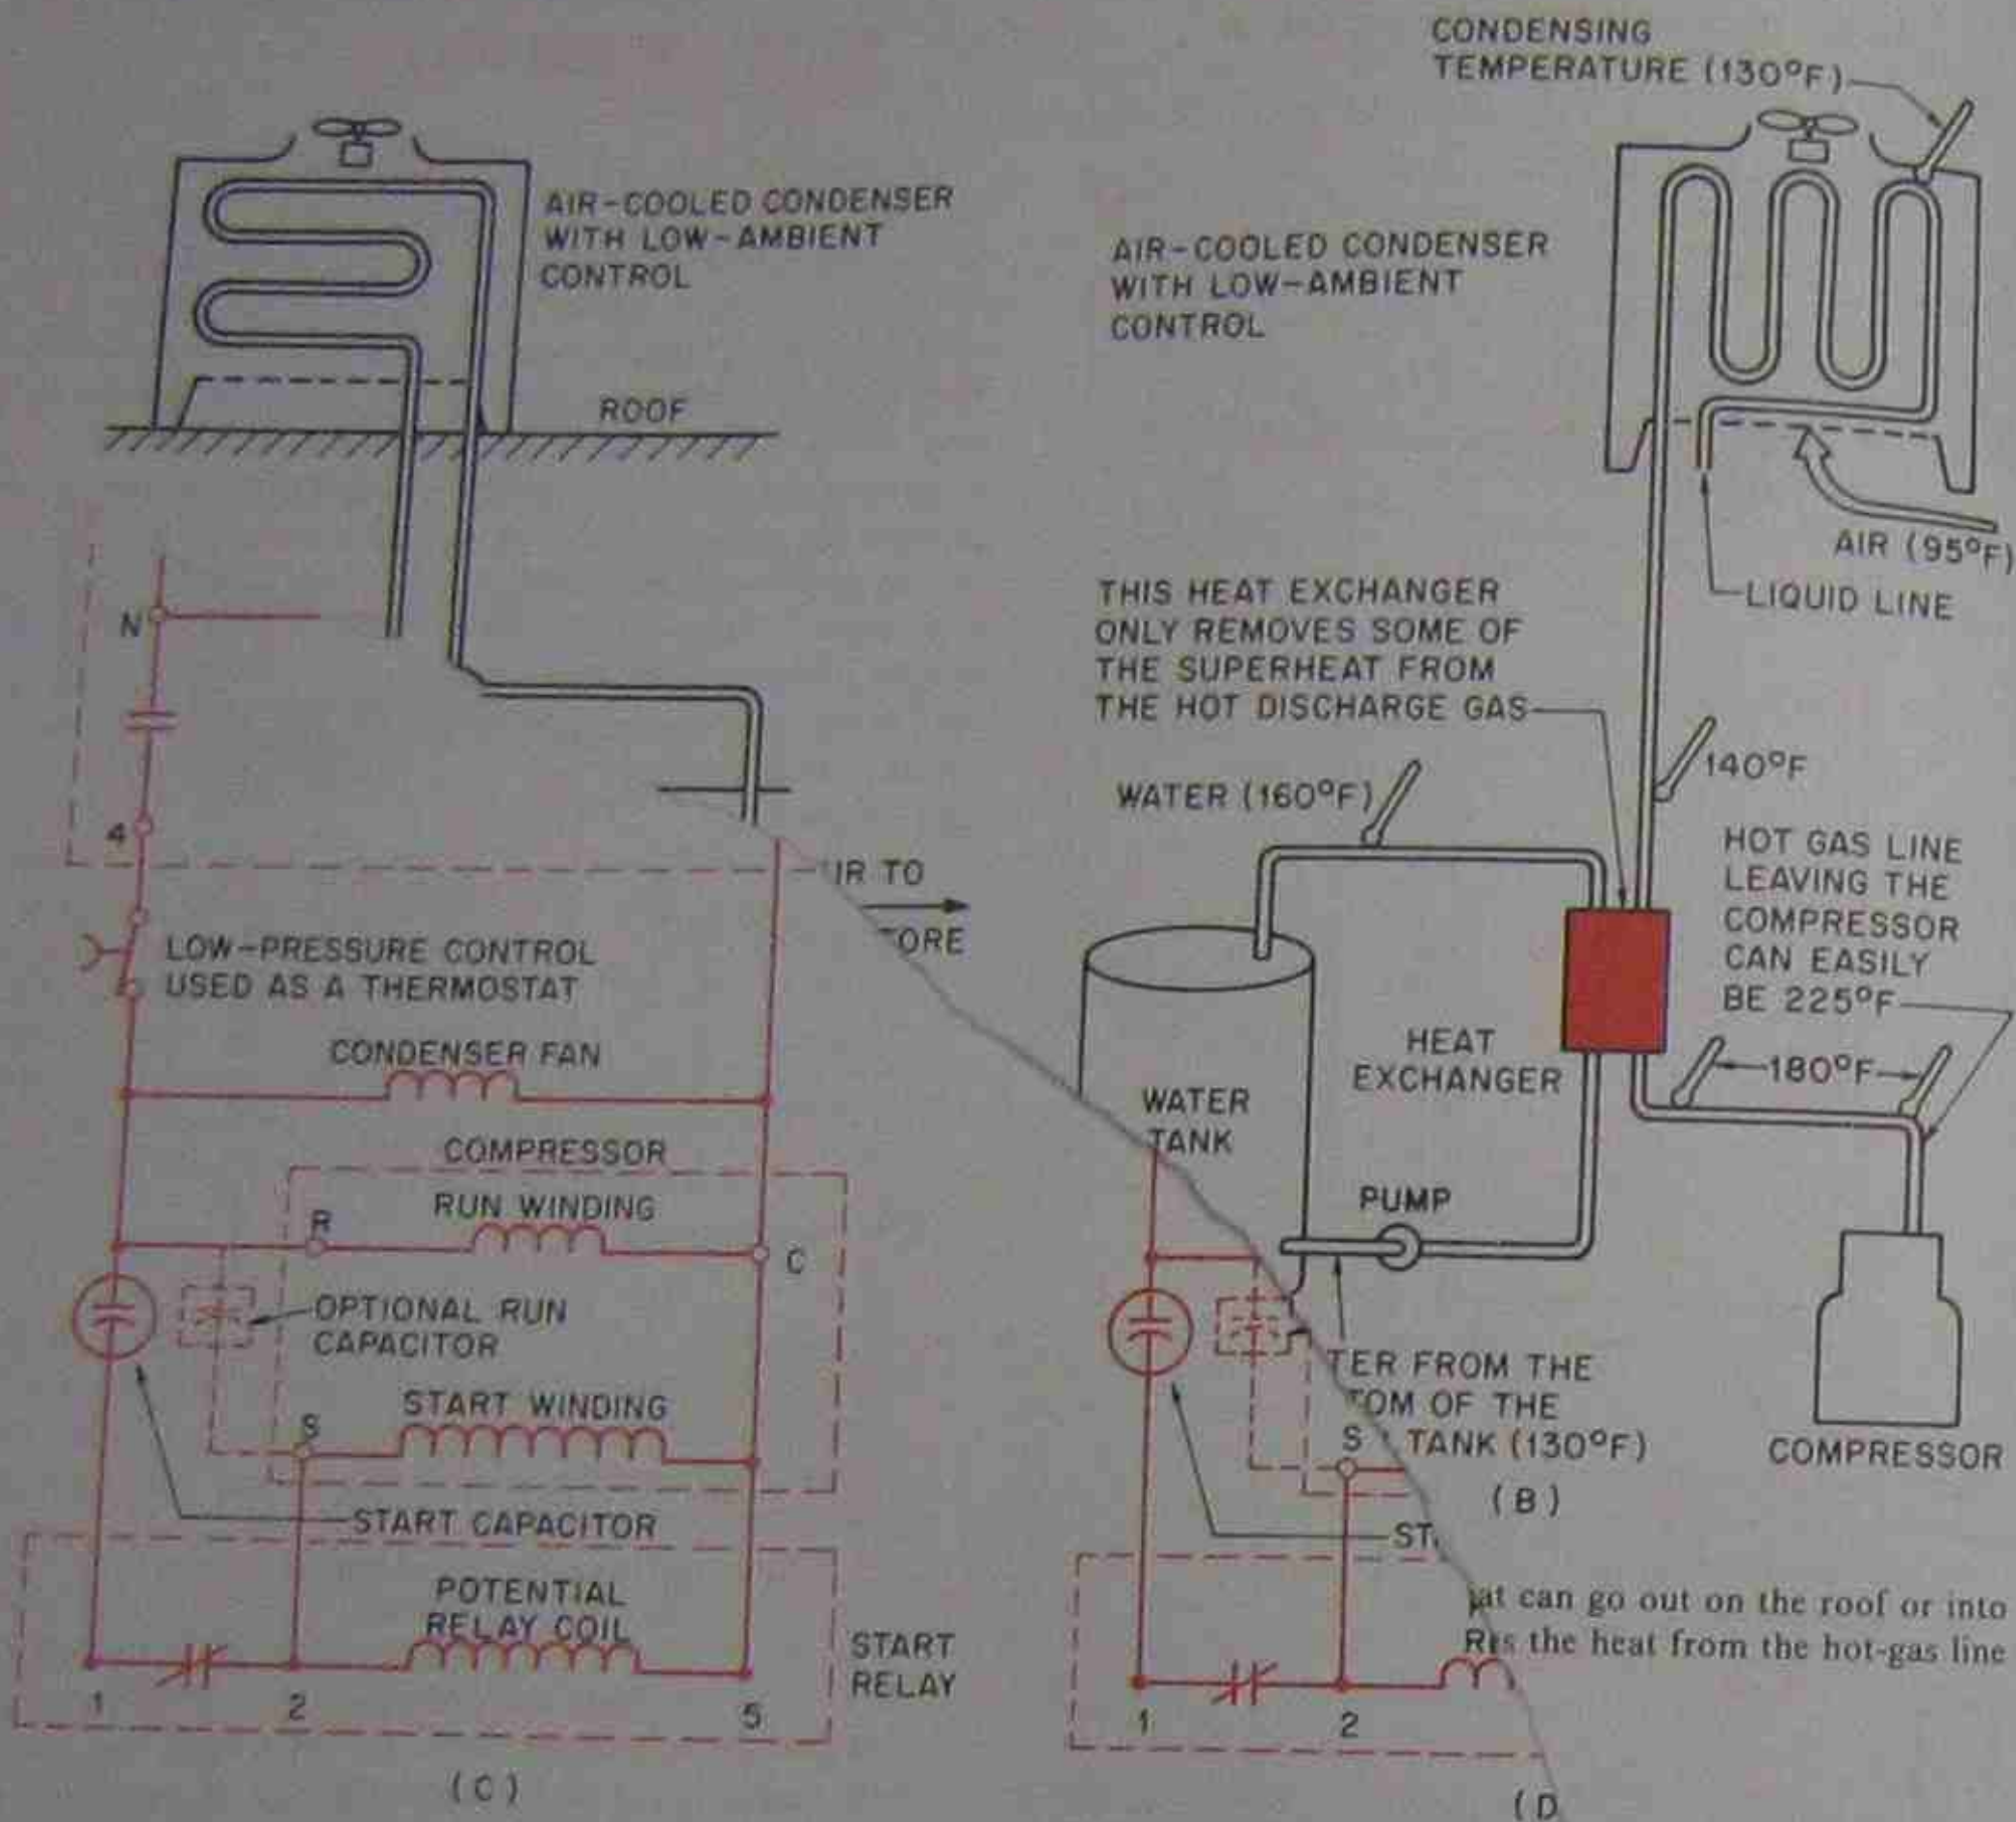 CONDENSING
TEMPERATURE (130°F)
AIR-COOLED CONDENSER
WITH LOW-AMBIENT
CONTROL
ROOF
AIR-COOLED CONDENSER
WITH LOW-AMBIENT
CONTROL
AIR (95°F)
LIQUID LINE
THIS HEAT EXCHANGER
ONLY REMOVES SOME OF
THE SUPERHEAT FROM
THE HOT DISCHARGE GAS
140°F
WATER (160°F)
HOT GAS LINE
LEAVING THE
COMPRESSOR
CAN EASILY
BE 225°F
180°F
HEAT
EXCHANGER
WATER
TANK
PUMP
TER FROM THE
TOM OF THE
TANK (130°F)
COMPRESSOR
(B)
N
4
IR TO
TORE
LOW-PRESSURE CONTROL
USED AS A THERMOSTAT
CONDENSER FAN
COMPRESSOR
RUN WINDING
R
C
OPTIONAL RUN
CAPACITOR
START WINDING
S
START CAPACITOR
POTENTIAL
RELAY COIL
START
RELAY
1
2
5
(C)
S
ST
1
2
(D
at can go out on the roof or into
s the heat from the hot-gas line